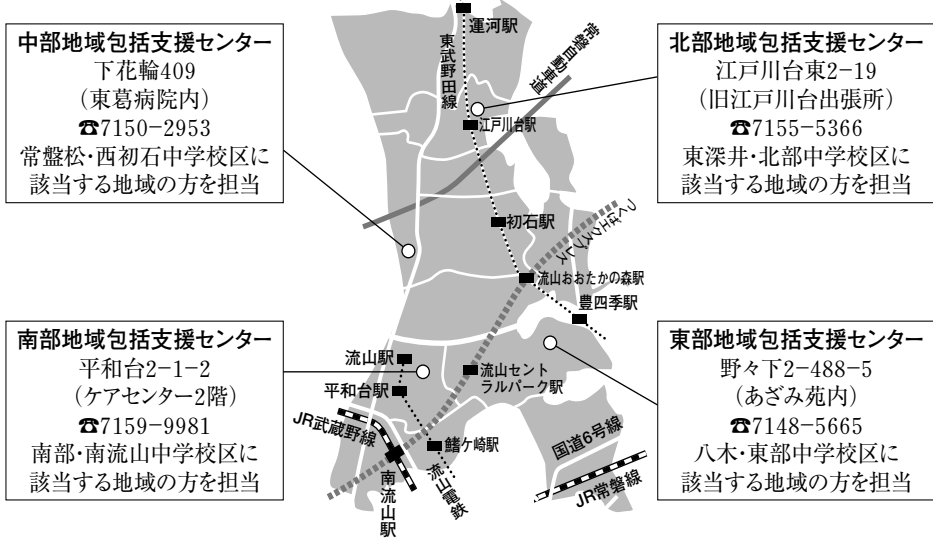 中部地域包括支援センター
下花輪409
（東葛病院内）
☎7150−2953
常盤松・西初石中学校区に
該当する地域の方を担当
北部地域包括支援センター
江戸川台東2−19
（旧江戸川台出張所）
☎7155−5366
東深井・北部中学校区に
該当する地域の方を担当
運河駅
東武野田線
常磐自動車道
江戸川台駅
初石駅
つくばエクスプレス
流山おおたかの森駅
豊四季駅
南部地域包括支援センター
平和台2−1−2
（ケアセンター2階）
☎7159−9981
南部・南流山中学校区に
該当する地域の方を担当
東部地域包括支援センター
野々下2−488−5
（あざみ苑内）
☎7148−5665
八木・東部中学校区に
該当する地域の方を担当
流山駅
平和台駅
流山セント
ラルパーク駅
JR武蔵野線
鰭ケ崎駅
流山電鉄
南流山駅
国道6号線
JR常磐線